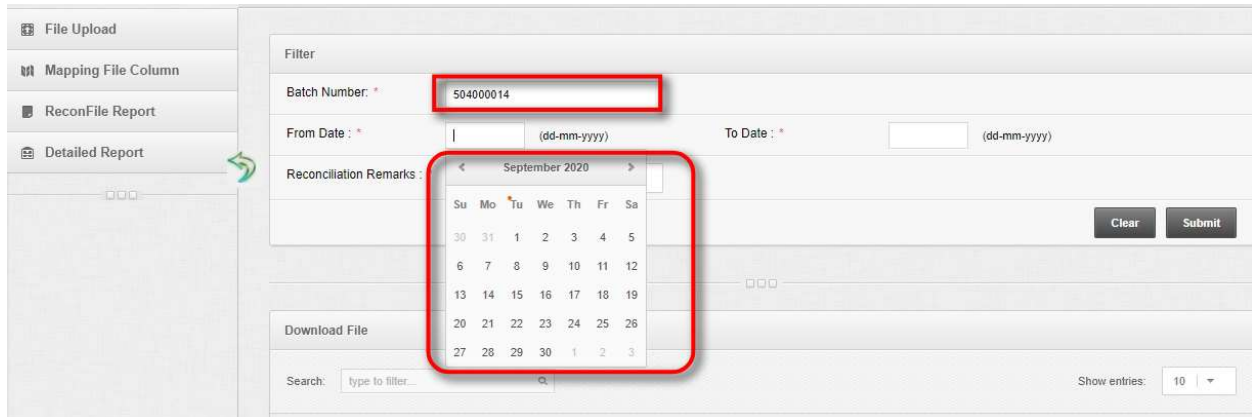 File Upload
Mapping File Column
ReconFile Report
Detailed Report
Filter
Batch Number: *
504000014
From Date : *
(dd-mm-yyyy)
To Date : *
(dd-mm-yyyy)
Reconciliation Remarks :
< September 2020 >
Su Mo Tu We Th Fr Sa
30 31 1 2 3 4 5
6 7 8 9 10 11 12
13 14 15 16 17 18 19
20 21 22 23 24 25 26
27 28 29 30 1 2 3
Clear Submit
Download File
Search: type to filter...
Show entries: 10